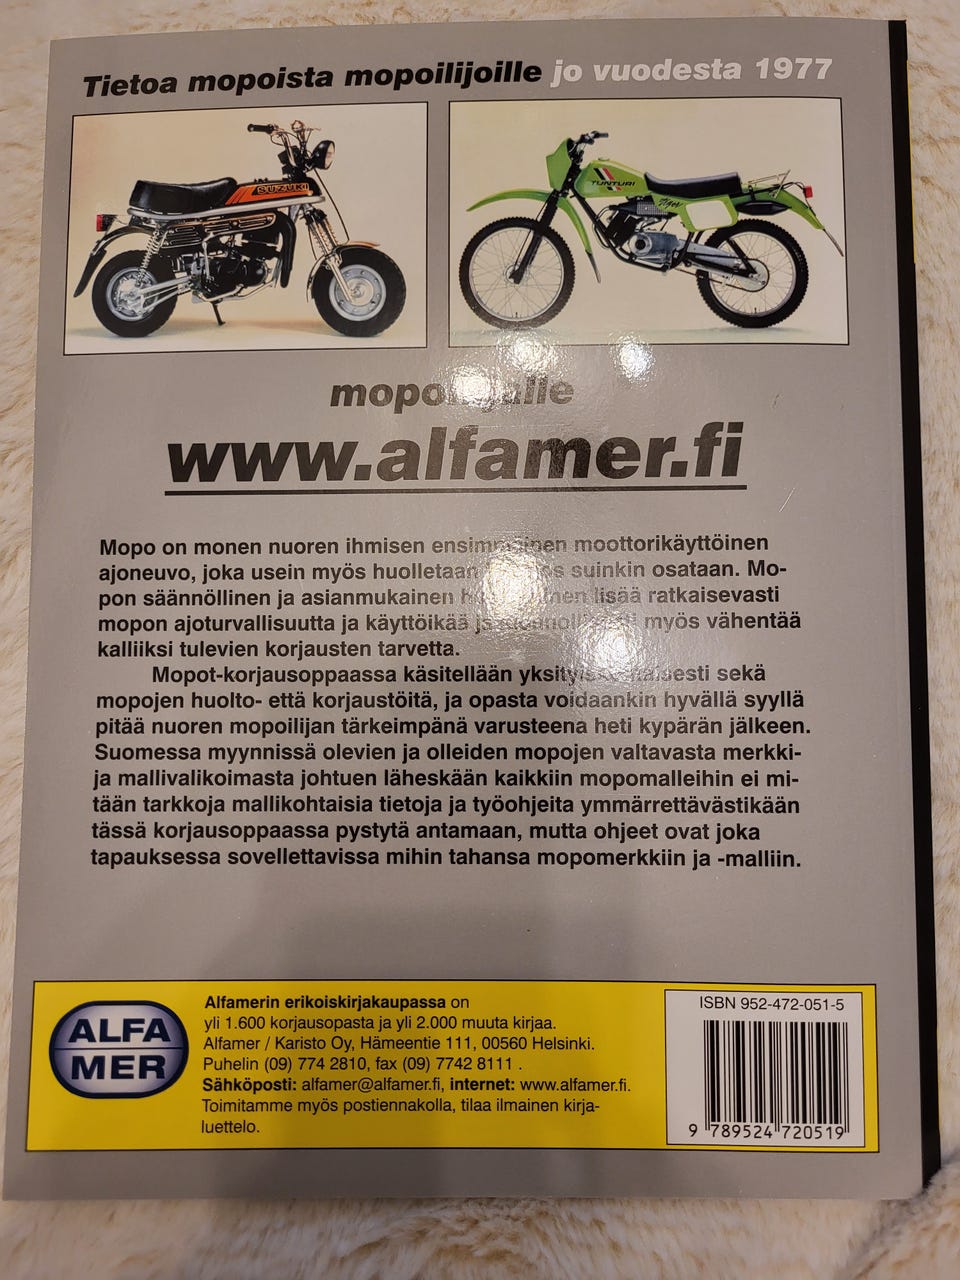 Tietoa mopoista mopoilijoille jo vuodesta 1977
SUZUKI
TUNTURI
Tiger
www.alfamer.fi
Mopo on monen nuoren ihmisen ensimmäinen moottorikäyttöinen
ajoneuvo, joka usein myös huolletaan suinkin osataan. Mo-
pon säännöllinen ja asianmukainen lisää ratkaisevasti
mopon ajoturvallisuutta ja käyttöikää ja myös vähentää
kalliiksi tulevien korjausten tarvetta.
Mopot-korjausoppaassa käsitellään yksityiskohtaisesti sekä
mopojen huolto- että korjaustöitä, ja opasta voidaankin hyvällä syyllä
pitää nuoren mopoilijan tärkeimpänä varusteena heti kypärän jälkeen.
Suomessa myynnissä olevien ja olleiden mopojen valtavasta merkki-
ja mallivalikoimasta johtuen läheskään kaikkiin mopomalleihin ei mi-
tään tarkkoja mallikohtaisia tietoja ja työohjeita ymmärrettävästikään
tässä korjausoppaassa pystytä antamaan, mutta ohjeet ovat joka
tapauksessa sovellettavissa mihin tahansa mopomerkkiin ja -malliin.
ALFA
MER
Alfamerin erikoiskirjakaupassa on
yli 1.600 korjausopasta ja yli 2.000 muuta kirjaa.
Alfamer / Karisto Oy, Hämeentie 111, 00560 Helsinki.
Puhelin (09) 774 2810, fax (09) 7742 8111 .
Sähköposti: alfamer@alfamer.fi, internet: www.alfamer.fi.
Toimitamme myös postiennakolla, tilaa ilmainen kirja-
luettelo.
ISBN 952-472-051-5
9 789524 720519